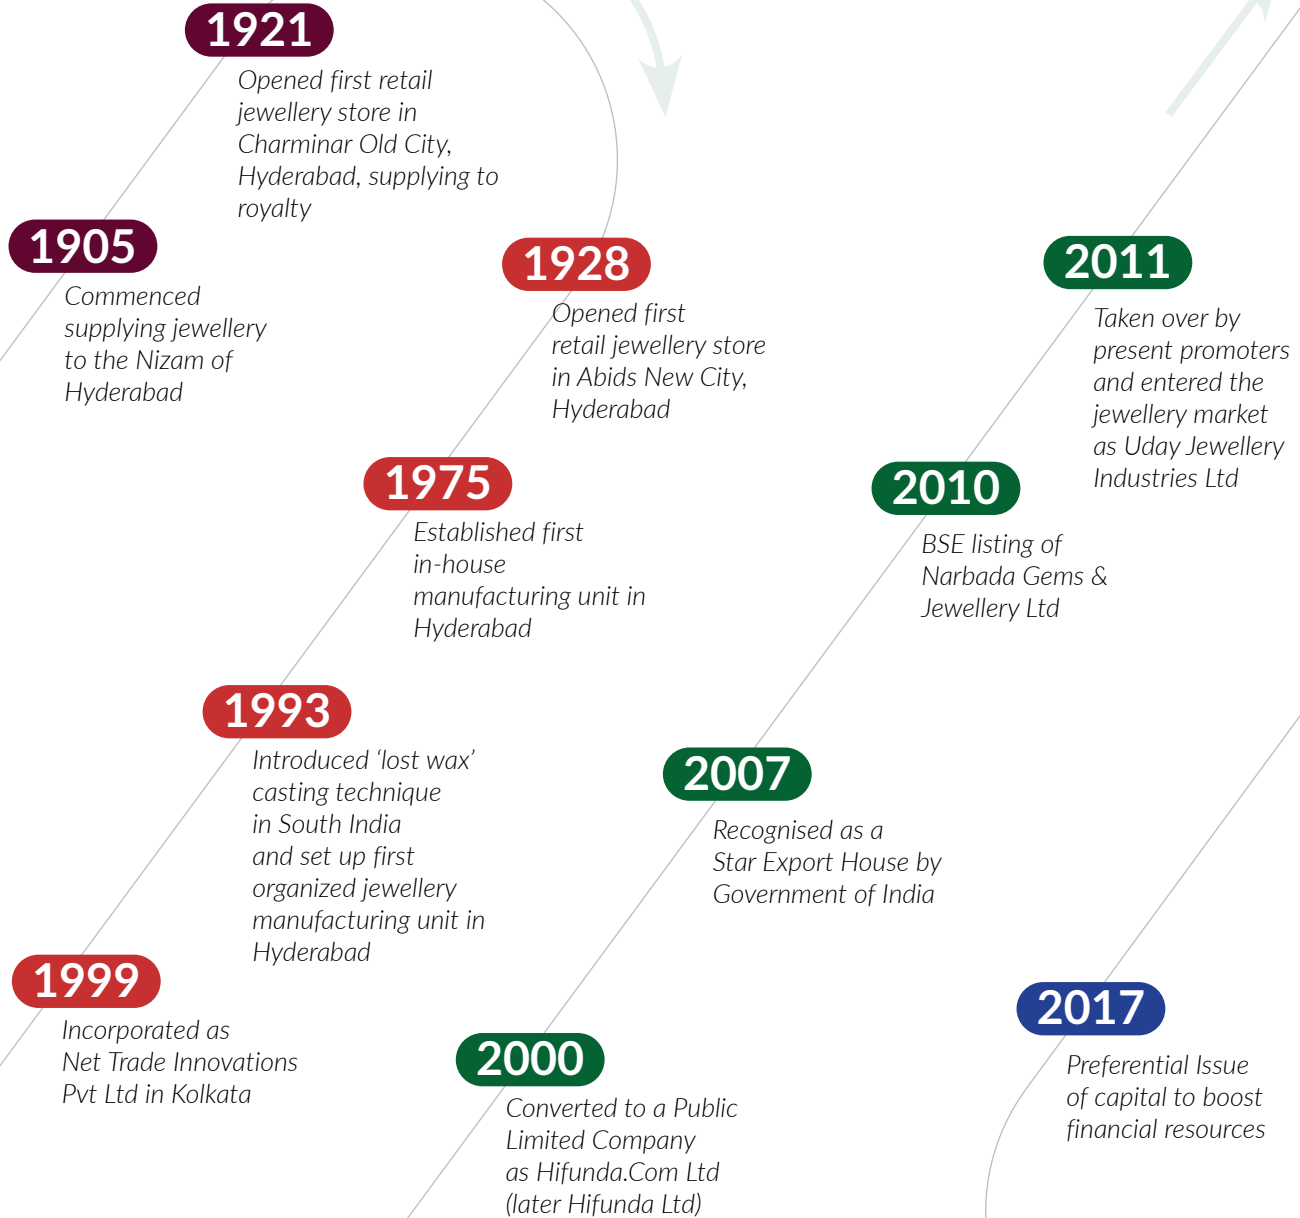 1905
Commenced
supplying jewellery
to the Nizam of
Hyderabad
1921
Opened first retail
jewellery store in
Charminar Old City,
Hyderabad, supplying to
royalty
1928
Opened first
retail jewellery store
in Abids New City,
Hyderabad
1975
Established first
in-house
manufacturing unit in
Hyderabad
1993
Introduced ‘lost wax’
casting technique
in South India
and set up first
organized jewellery
manufacturing unit in
Hyderabad
1999
Incorporated as
Net Trade Innovations
Pvt Ltd in Kolkata
2000
Converted to a Public
Limited Company
as Hifunda.Com Ltd
(later Hifunda Ltd)
2007
Recognised as a
Star Export House by
Government of India
2010
BSE listing of
Narbada Gems &
Jewellery Ltd
2011
Taken over by
present promoters
and entered the
jewellery market
as Uday Jewellery
Industries Ltd
2017
Preferential Issue
of capital to boost
financial resources